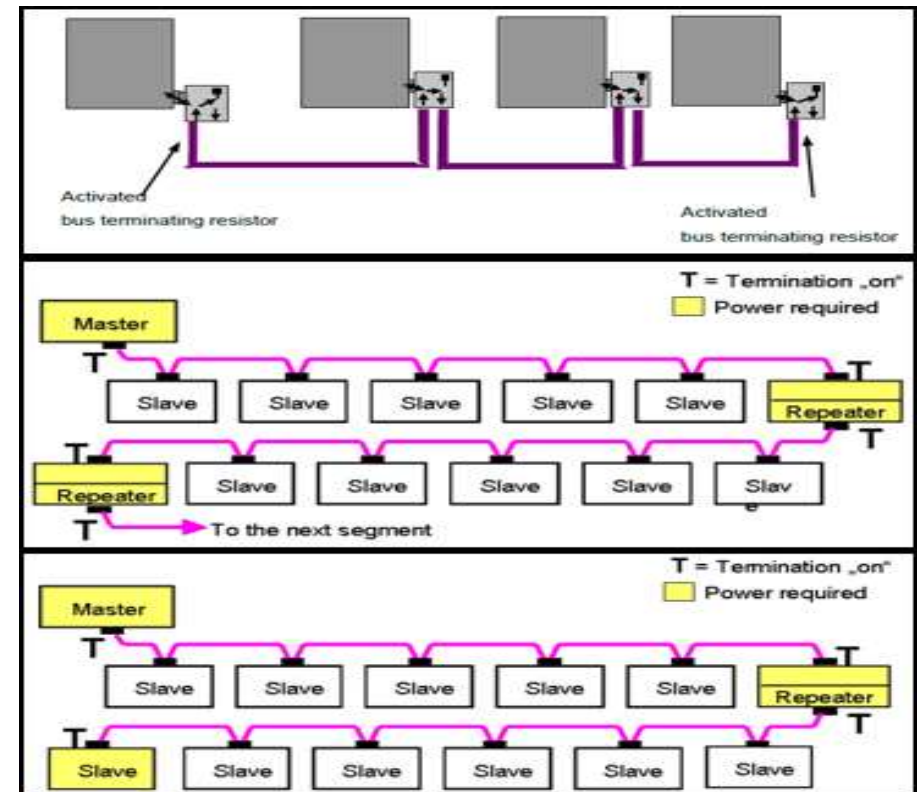 Activated
bus terminating resistor
Activated
bus terminating resistor
T = Termination „on“
Power required
Master
T
T
Slave Slave Slave Slave Slave
Repeater
T
T
Repeater
Slave Slave Slave Slave Slav
e
T
To the next segment
T = Termination „on“
Power required
Master
T
T
Slave Slave Slave Slave Slave
Repeater
T
T
Slave Slave Slave Slave Slave Slave